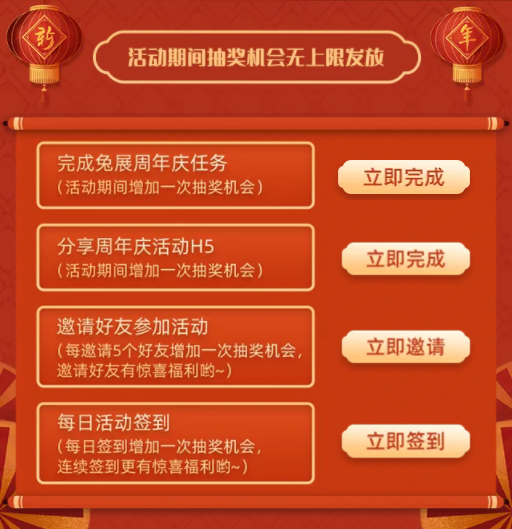 新
年
活动期间抽奖机会无上限发放
完成兔展周年庆任务
（活动期间增加一次抽奖机会）
立即完成
分享周年庆活动H5
（活动期间增加一次抽奖机会）
立即完成
邀请好友参加活动
（每邀请5个好友增加一次抽奖机会，
邀请好友有惊喜福利哟~）
立即邀请
每日活动签到
（每日签到增加一次抽奖机会，
连续签到更有惊喜福利哟~）
立即签到